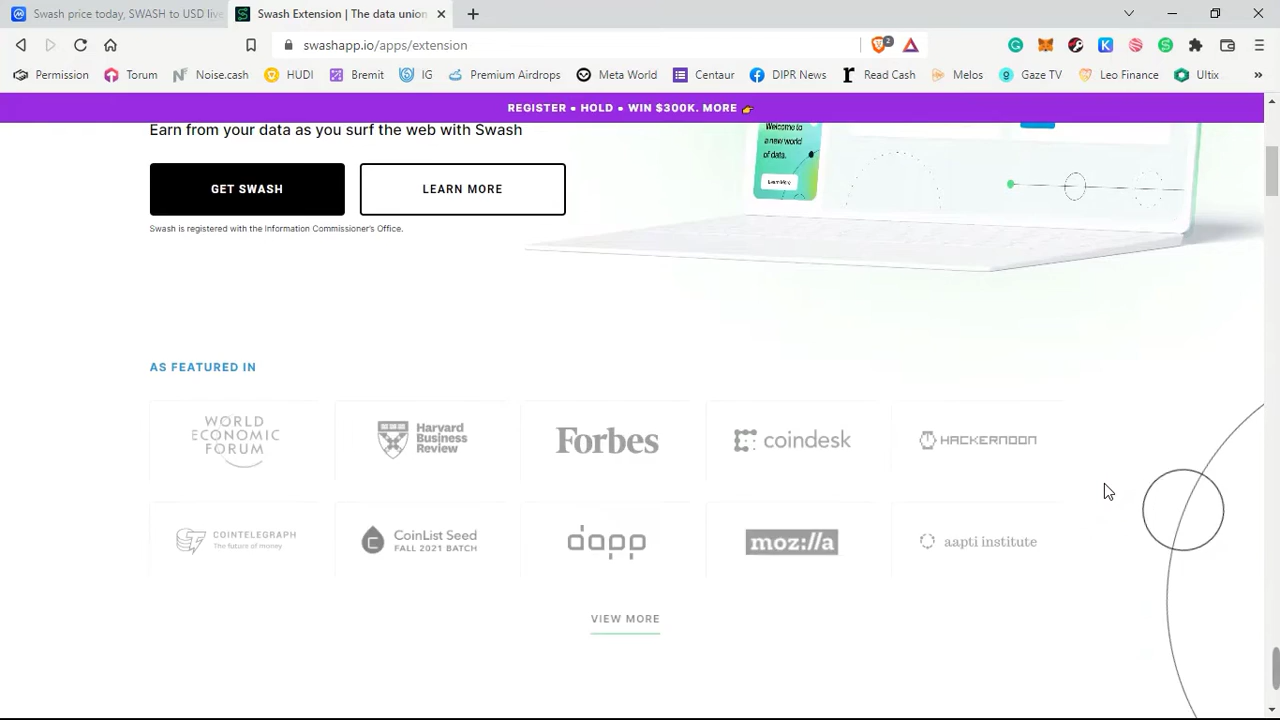 Swash price today, SWASH to USD live
Swash Extension | The data union
swashapp.io/apps/extension
2
Permission
Torum
Noise.cash
HUDI
Bremit
IG
Premium Airdrops
Meta World
Centaur
DIPR News
Read Cash
Melos
Gaze TV
Leo Finance
Ultix
»
REGISTER • HOLD • WIN $300K. MORE 👉
Earn from your data as you surf the web with Swash
Welcome to
a new world
of data.
Learn More
GET SWASH
LEARN MORE
Swash is registered with the Information Commissioner's Office.
AS FEATURED IN
WORLD
ECONOMIC
FORUM
Harvard
Business
Review
Forbes
coindesk
HACKERNOON
COINTELEGRAPH
The future of money
CoinList Seed
FALL 2021 BATCH
dapp
moz://a
aapti institute
VIEW MORE